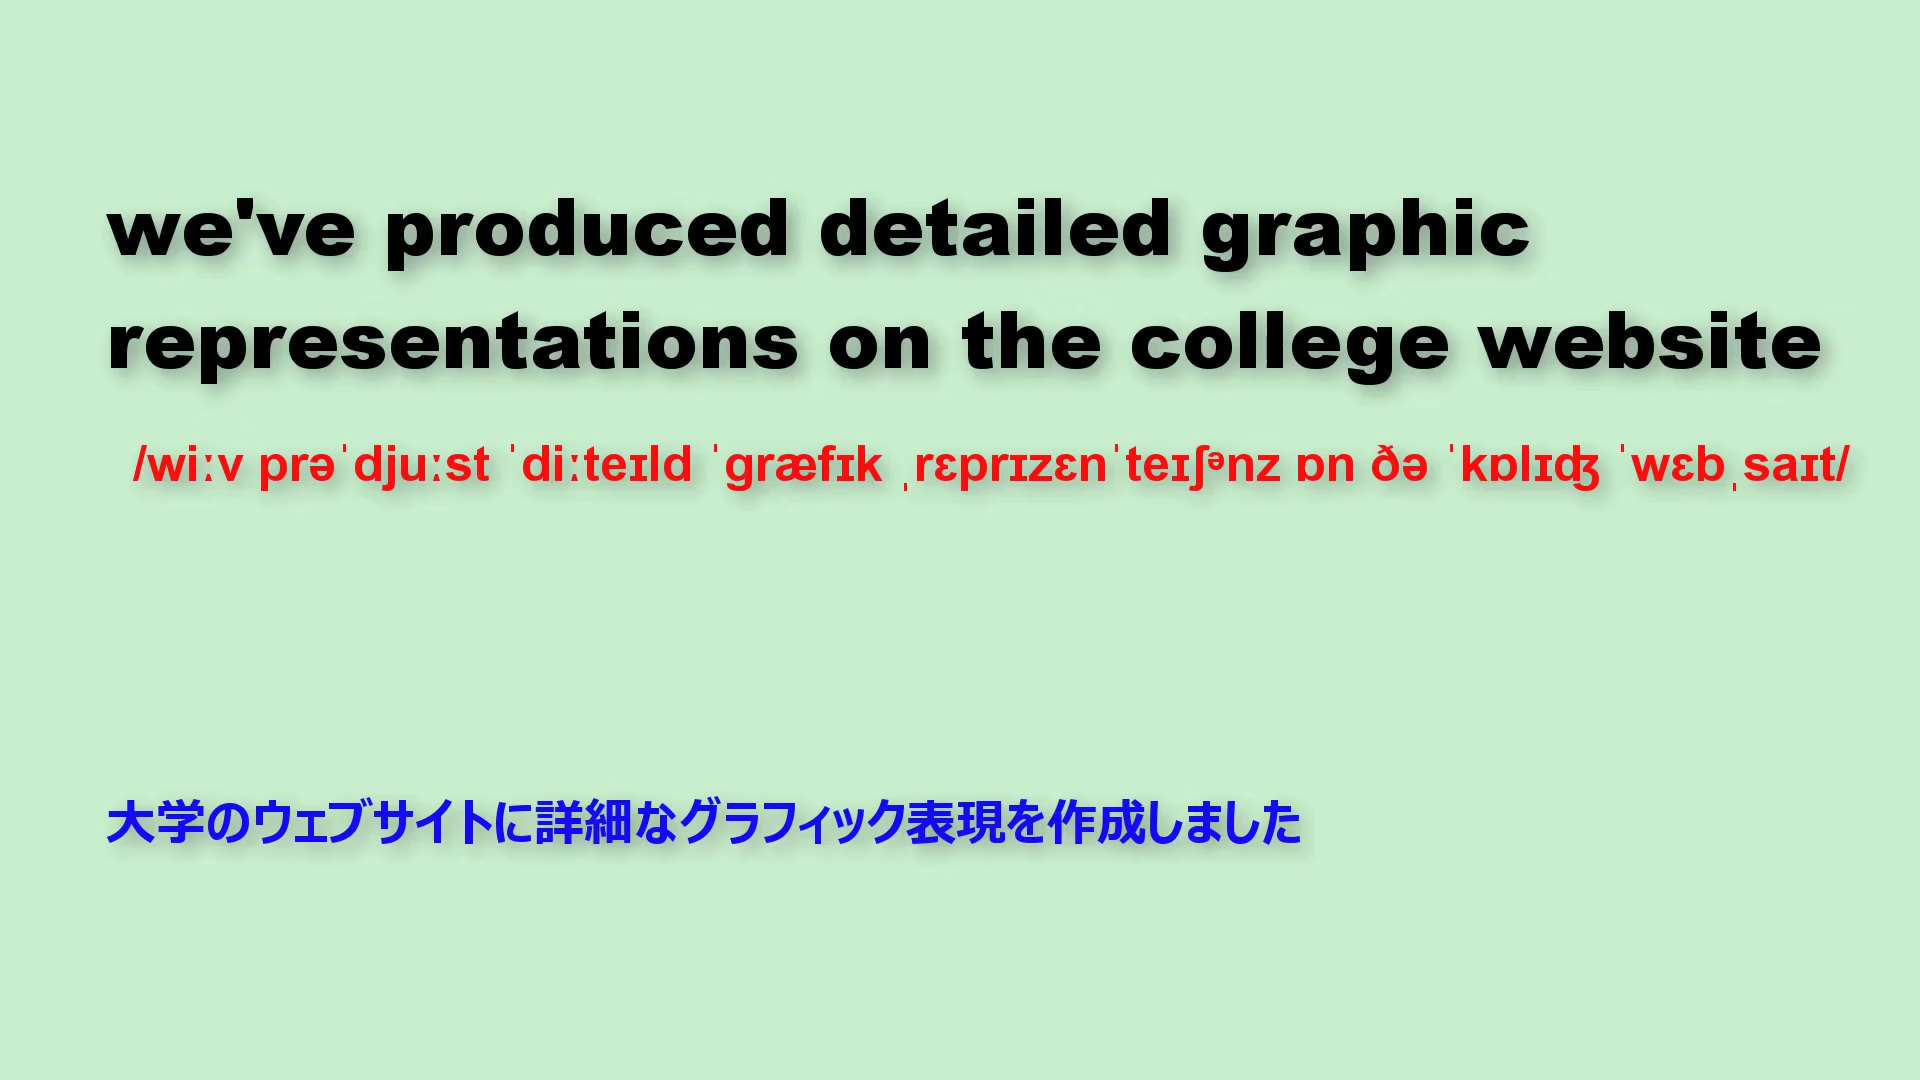 we've produced detailed graphic
representations on the college website
/wiːv prəˈdjuːst ˈdiːteɪld ˈgræfɪk ˌrɛprɪzɛnˈteɪʃᵊnz ɒn ðə ˈkɒlɪʤ ˈwɛbˌsaɪt/
大学のウェブサイトに詳細なグラフィック表現を作成しました